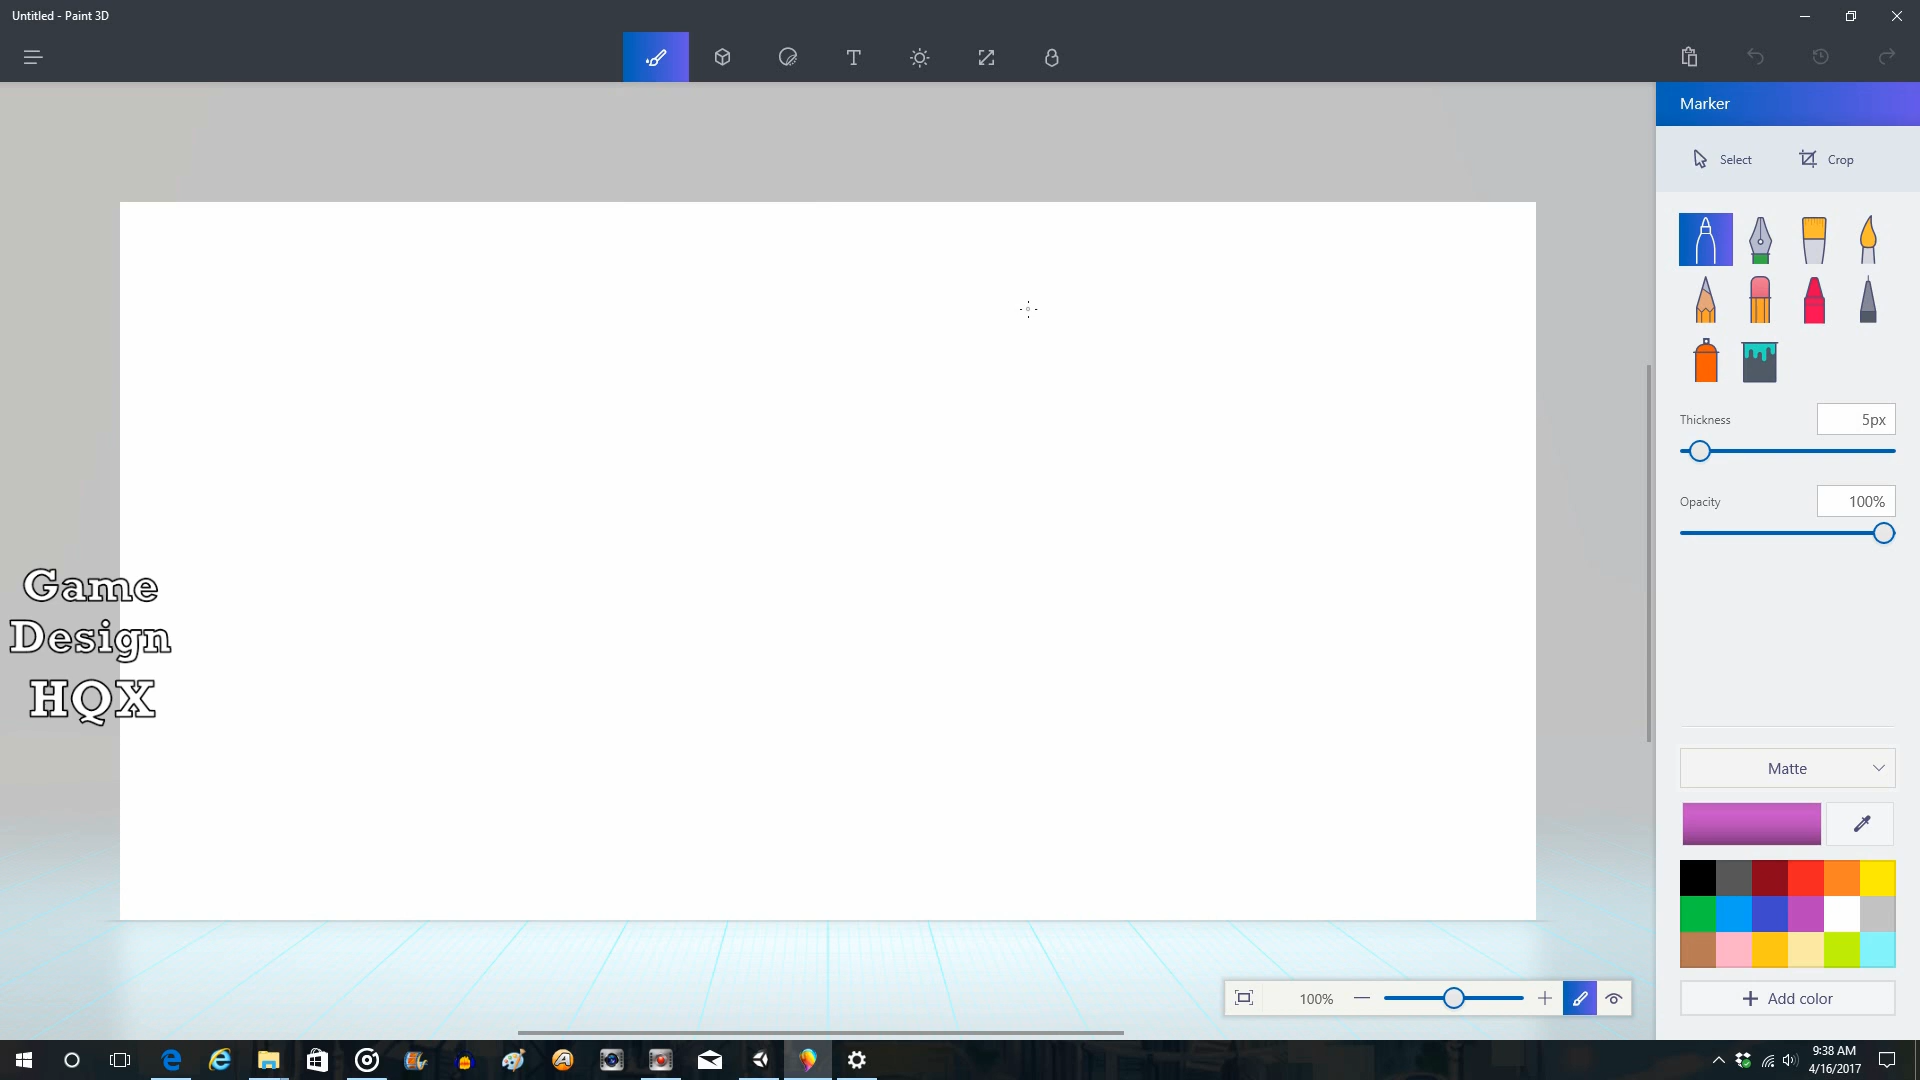 Untitled - Paint 3D
Marker
Select
Crop
Thickness
5px
Opacity
100%
Game
Design
HQX
Matte
100%
Add color
9:38 AM
4/16/2017